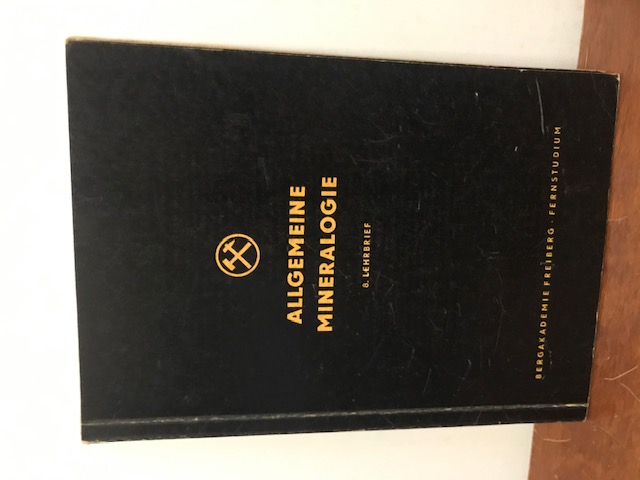 ALLGEMEINE
MINERALOGIE
8. LEHRBRIEF
BERGAKADEMIE FREIBERG · FERNSTUDIUM